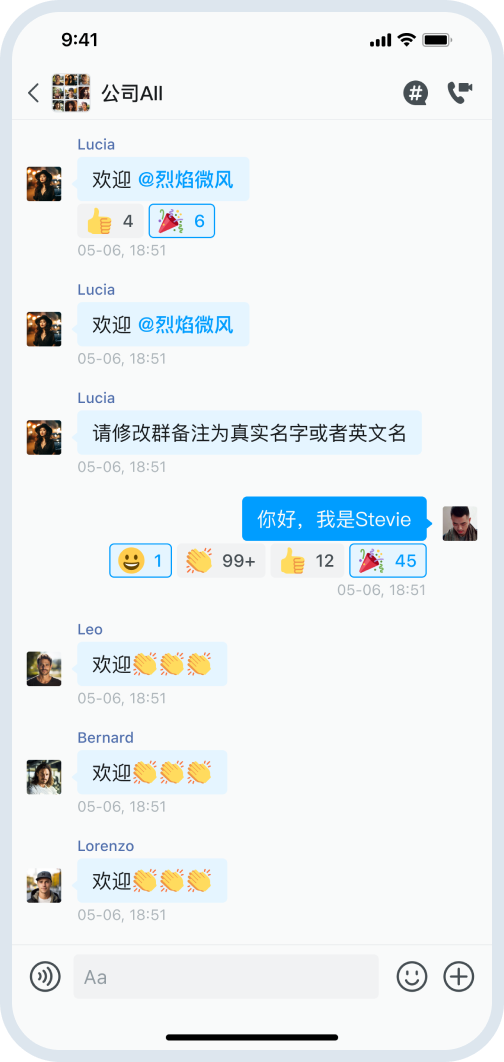 9:41
公司All
Lucia
欢迎 @烈焰微风
👍 4 🎉 6
05-06, 18:51
Lucia
欢迎 @烈焰微风
05-06, 18:51
Lucia
请修改群备注为真实名字或者英文名
05-06, 18:51
你好，我是Stevie
😀 1 👏 99+ 👍 12 🎉 45
05-06, 18:51
Leo
欢迎👏👏👏
05-06, 18:51
Bernard
欢迎👏👏👏
05-06, 18:51
Lorenzo
欢迎👏👏👏
05-06, 18:51
Aa